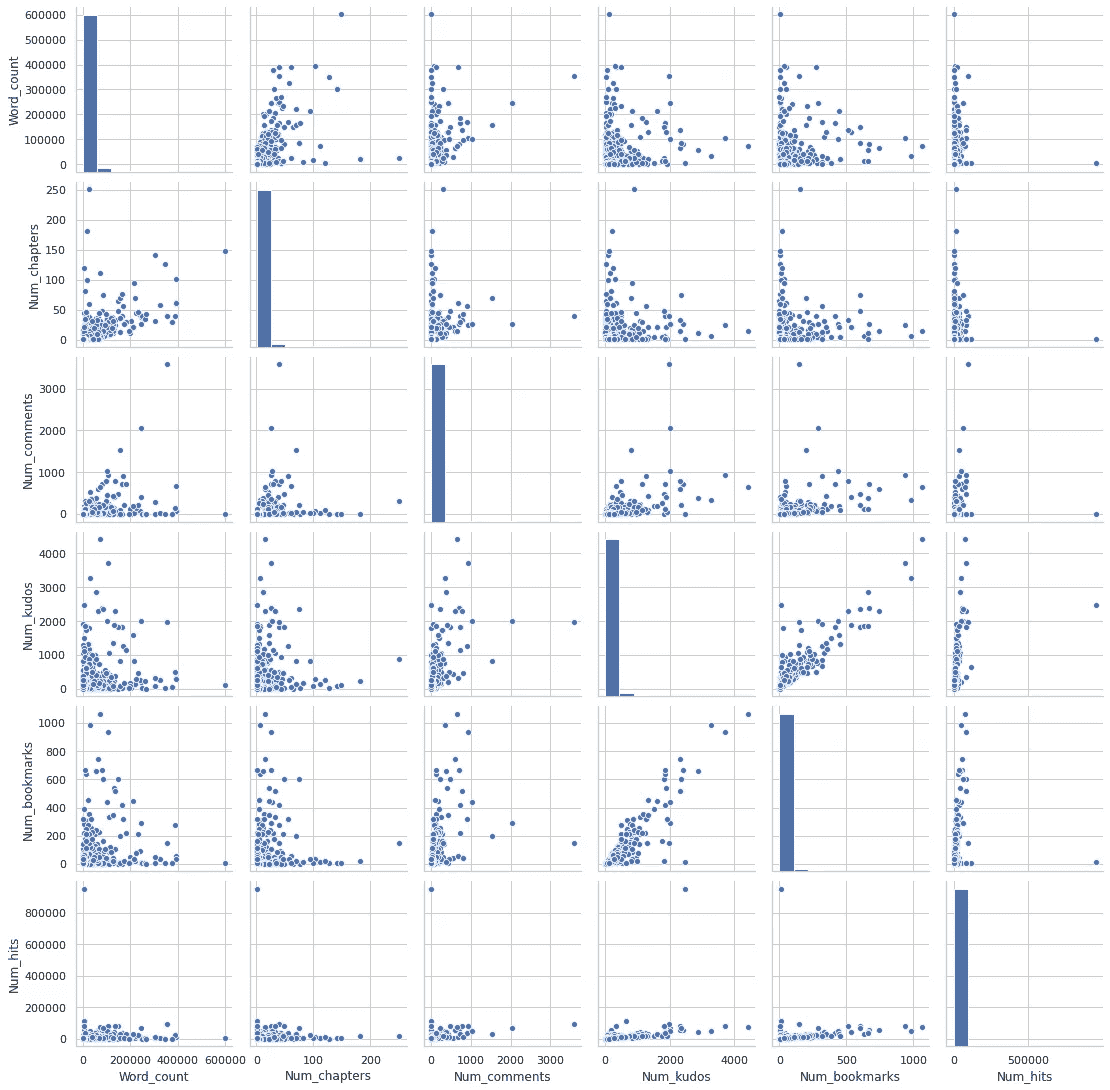 600000
500000
400000
300000
200000
100000
0
Word_count
250
200
150
100
50
0
Num_chapters
3000
2000
1000
0
Num_comments
4000
3000
2000
1000
0
Num_kudos
1000
800
600
400
200
0
Num_bookmarks
800000
600000
400000
200000
0
Num_hits
0 200000 400000 600000
0 100 200
0 1000 2000 3000
0 2000 4000
0 500 1000
0 500000
Word_count
Num_chapters
Num_comments
Num_kudos
Num_bookmarks
Num_hits